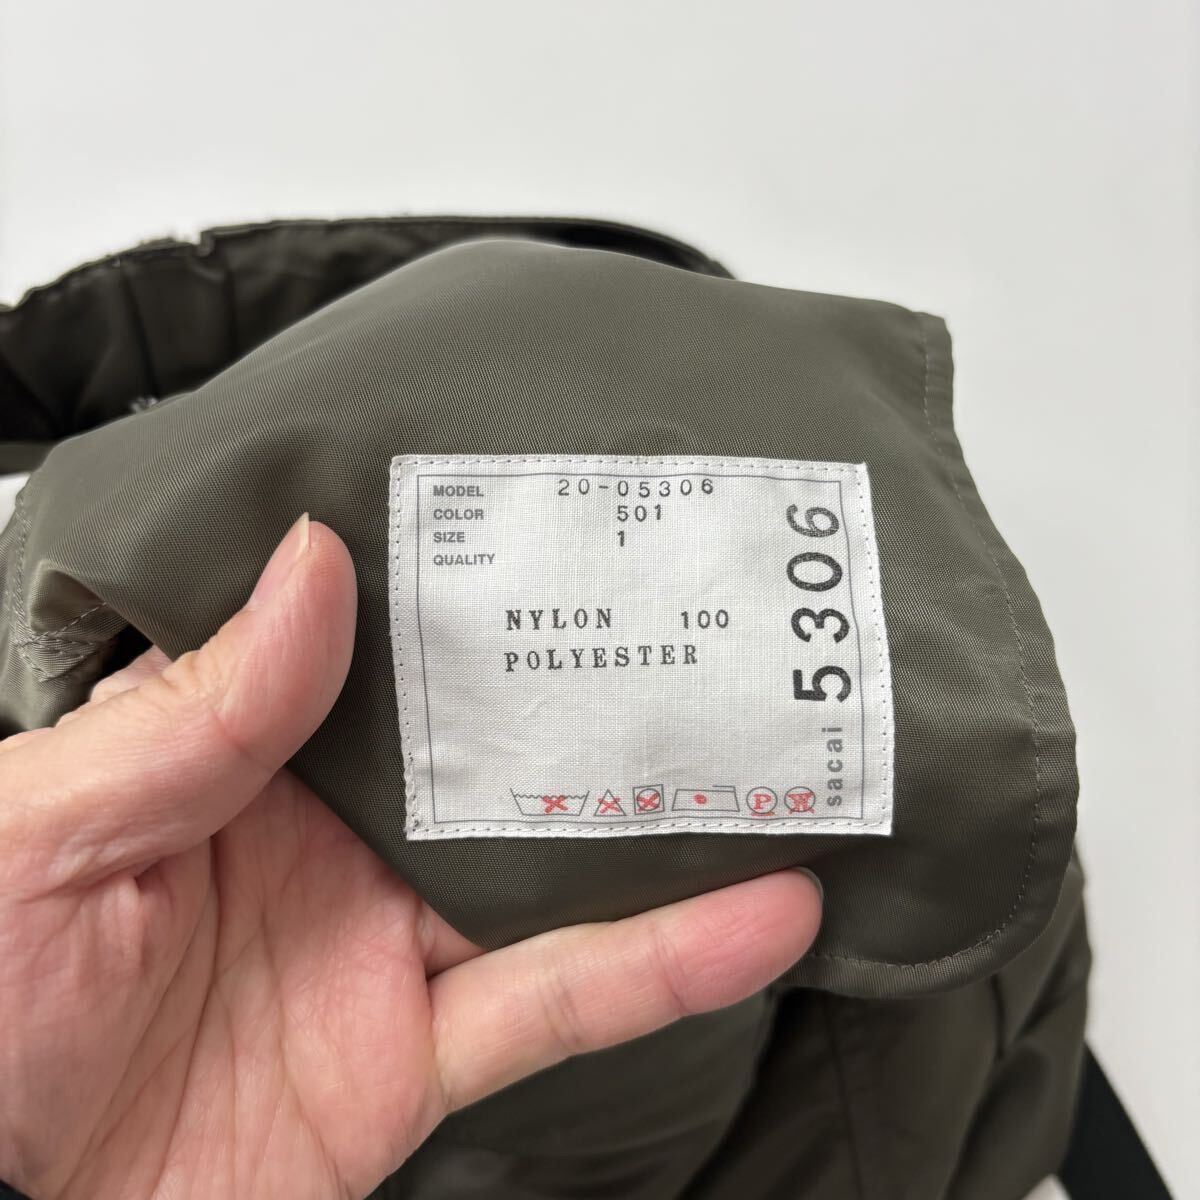 MODEL 20-05306
COLOR 501
SIZE 1
QUALITY
NYLON 100
POLYESTER
P W
sacai 5306